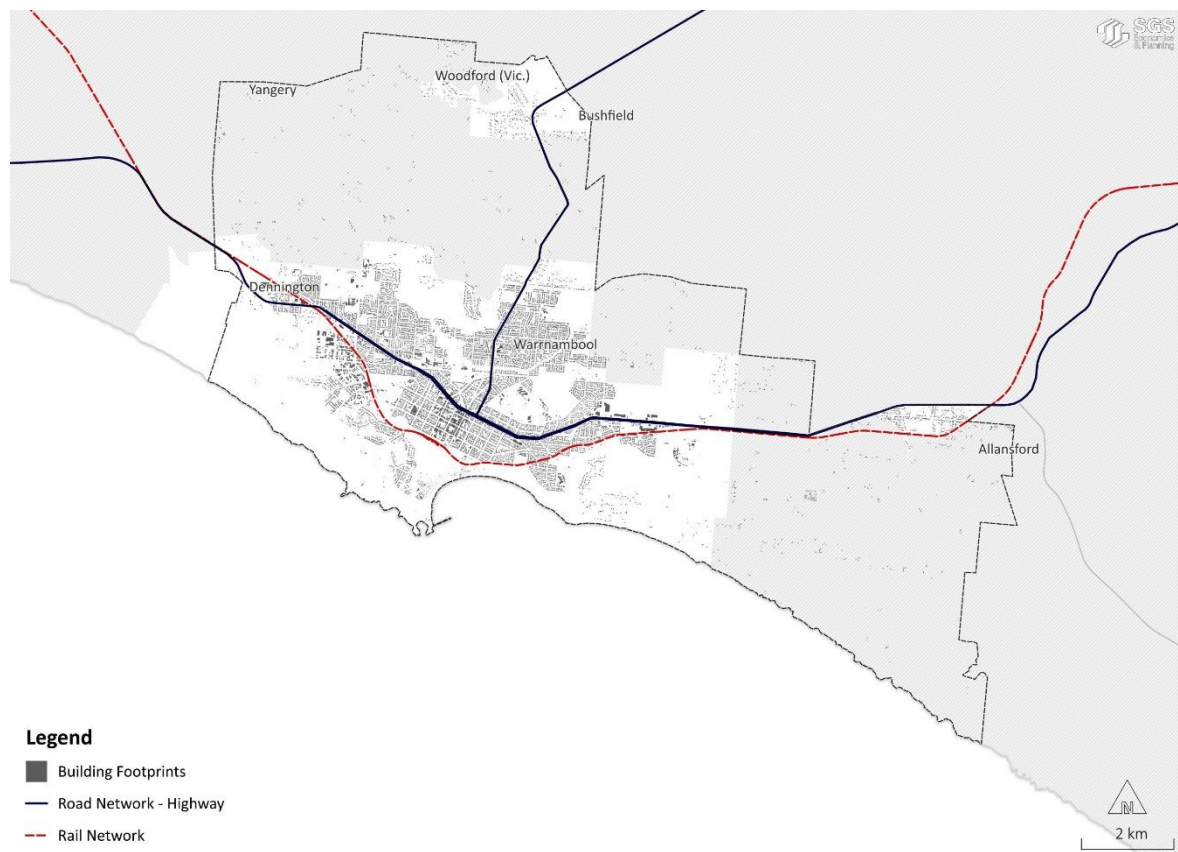 SGS
Economics
& Planning
Woodford (Vic.)
Yangery
Bushfield
Dennington
Warrnambool
Allansford
Legend
Building Footprints
Road Network - Highway
Rail Network
N
2 km